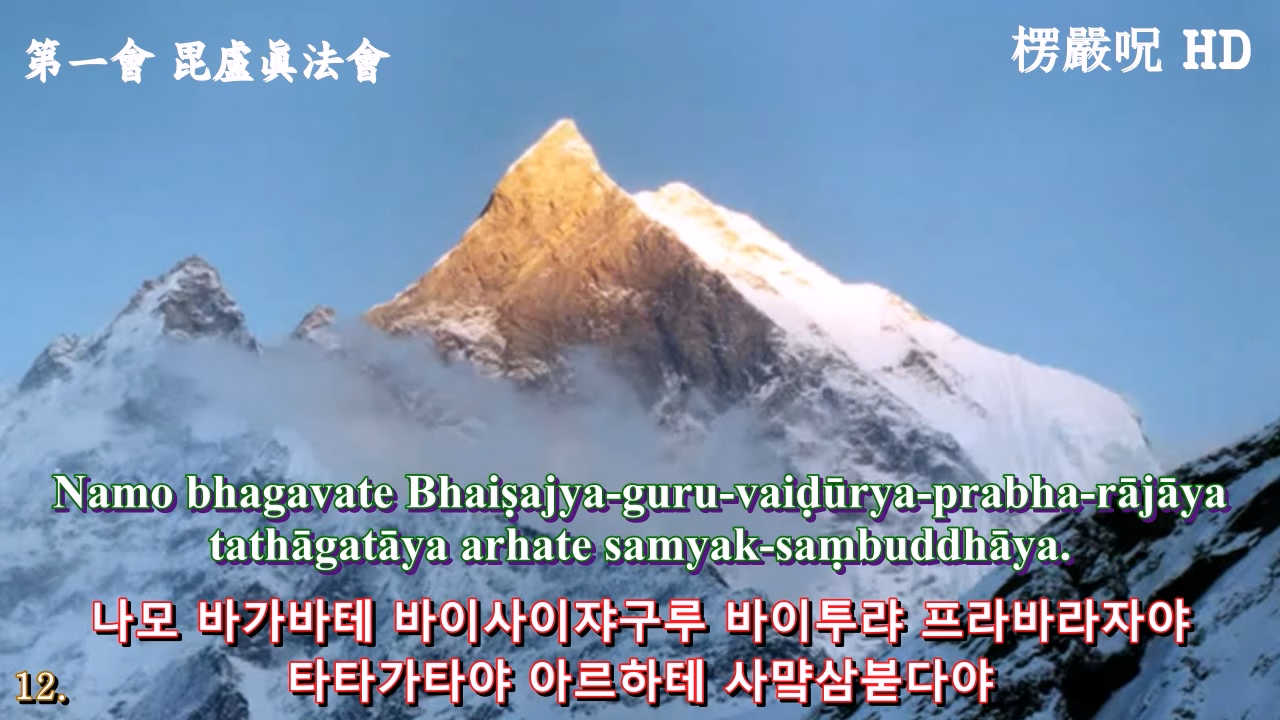 第一會 毘盧眞法會
楞嚴呪 HD
Namo bhagavate Bhaiṣajya-guru-vaiḍūrya-prabha-rājāya
tathāgatāya arhate samyak-saṃbuddhāya.
나모 바가바테 바이사이쟈구루 바이투랴 프라바라자야
타타가타야 아르하테 사먁삼붇다야
12.